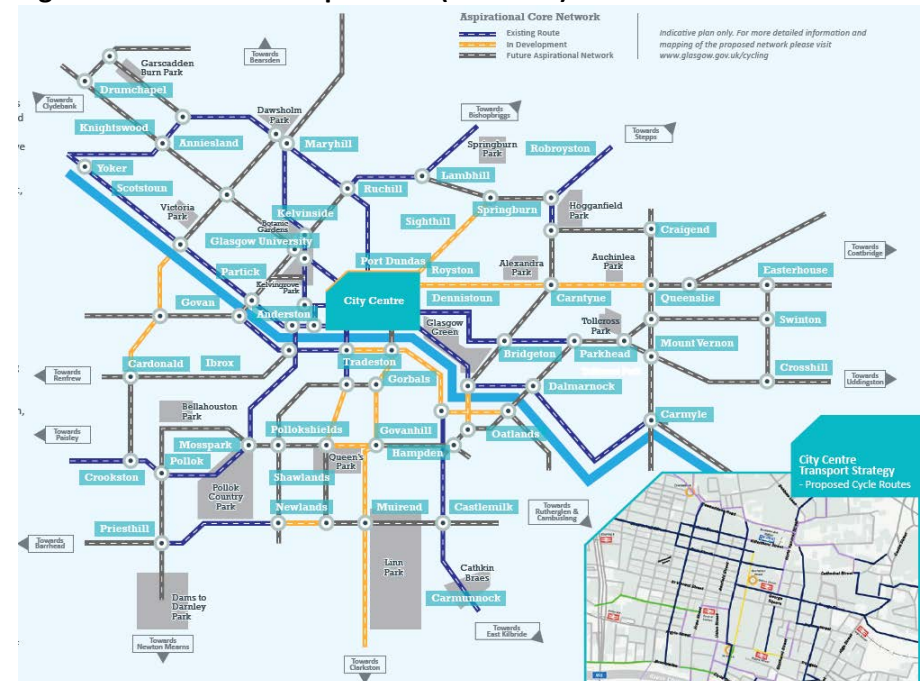 Aspirational Core Network
Existing Route
In Development
Future Aspirational Network
Indicative plan only. For more detailed information and
mapping of the proposed network please visit
www.glasgow.gov.uk/cycling
Garscadden
Burn Park
Towards
Bearsden
Drumchapel
Towards
Clydebank
Dawsholm
Park
Towards
Bishopbriggs
Towards
Stepps
Knightswood
Anniesland
Maryhill
Springburn
Park
Robroyston
Yoker
Scotstoun
Ruchill
Lambhill
Victoria
Park
Kelvinside
Botanic
Gardens
Sighthill
Springburn
Hogganfield
Park
Glasgow University
Craigend
Port Dundas
Royston
Alexandra
Park
Auchinlea
Park
Towards
Coatbridge
Partick
Kelvingrove
Park
City Centre
Easterhouse
Govan
Anderston
Dennistoun
Carntyne
Queenslie
Glasgow
Green
Tollcross
Park
Swinton
Cardonald
Ibrox
Tradeston
Bridgeton
Parkhead
Mount Vernon
Towards
Renfrew
Gorbals
Dalmarnock
Crosshill
Towards
Uddingston
Bellahouston
Park
Towards
Paisley
Mosspark
Pollokshields
Govanhill
Oatlands
Carmyle
Crookston
Pollok
Queen's
Park
Hampden
Shawlands
Pollok
Country
Park
City Centre
Transport Strategy
- Proposed Cycle Routes
Priesthill
Newlands
Muirend
Castlemilk
Towards
Rutherglen &
Cambuslang
Towards
Barrhead
Linn
Park
Cathkin
Braes
Carmunnock
Dams to
Darnley
Park
Towards
Newton Mearns
Towards
East Kilbride
Towards
Clarkston